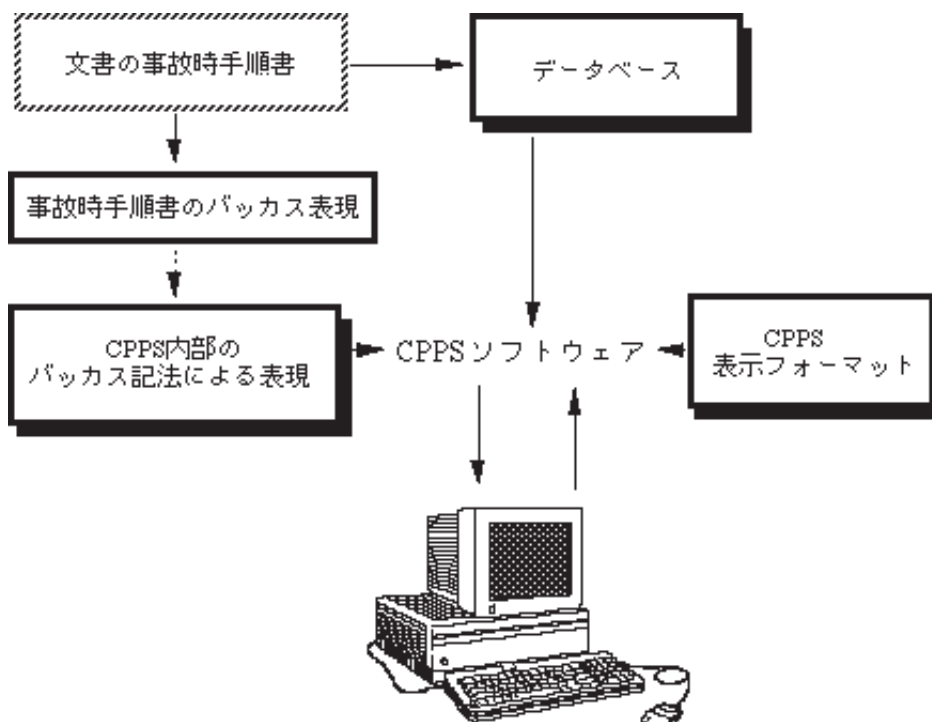 文書の事故時手順書
データベース
事故時手順書のバッカス表現
CPPS内部の
バッカス記法による表現
CPPSソフトウェア
CPPS
表示フォーマット